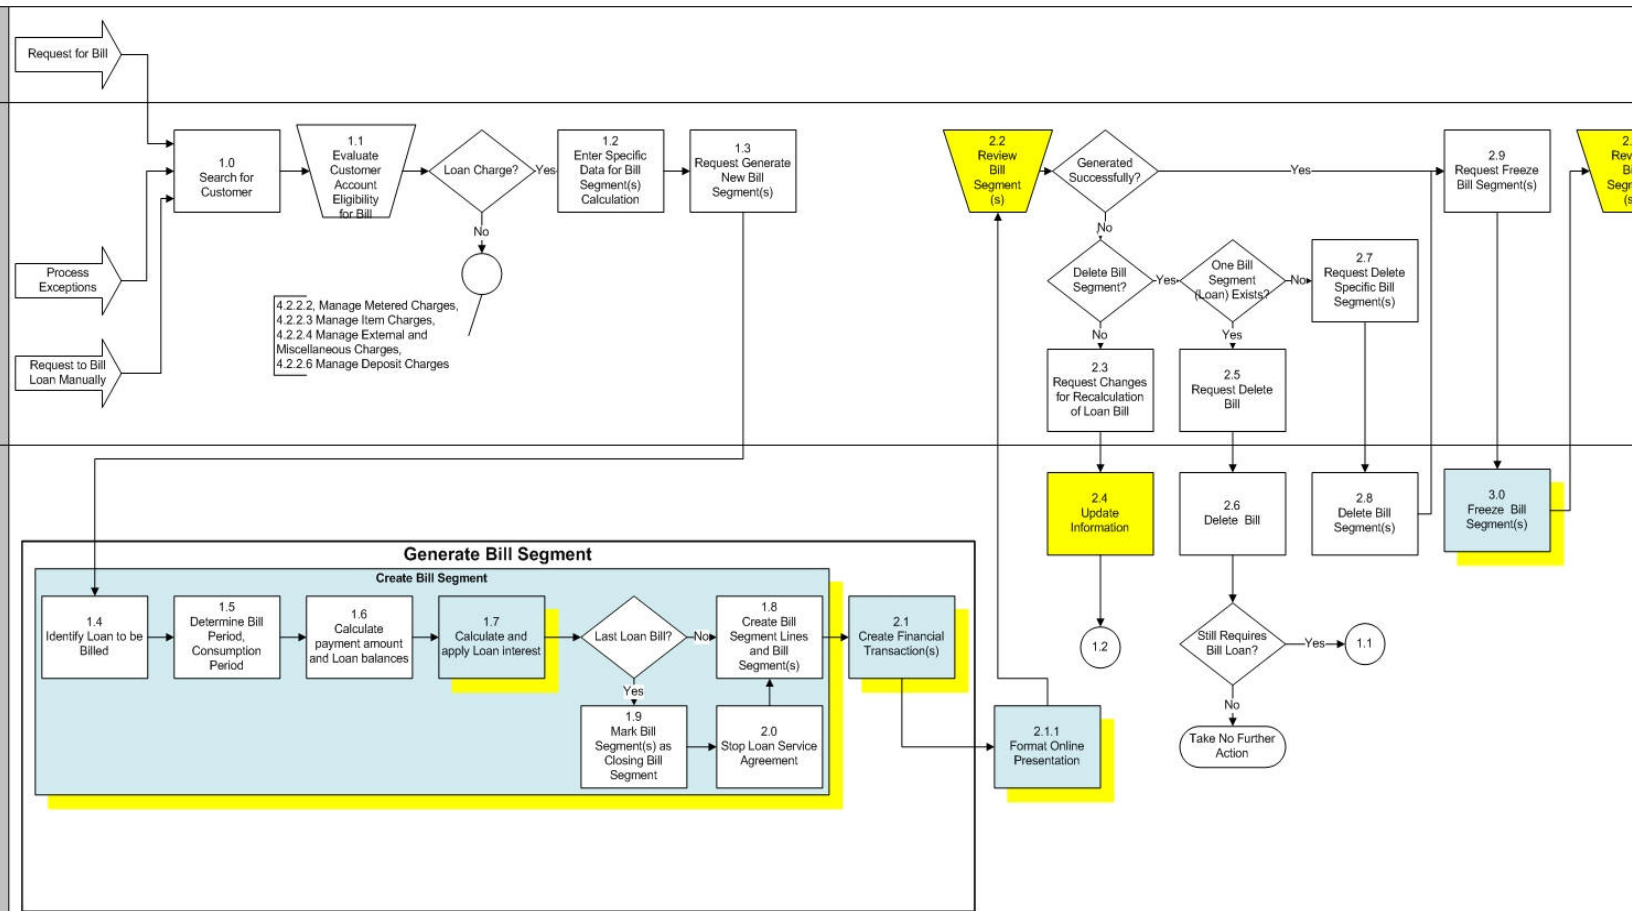 Request for Bill
1.0
Search for
Customer
1.1
Evaluate
Customer
Account
Eligibility
for Bill
Loan Charge?
Yes
No
1.2
Enter Specific
Data for Bill
Segment(s)
Calculation
1.3
Request Generate
New Bill
Segment(s)
2.2
Review
Bill
Segment
(s)
Generated
Successfully?
Yes
No
2.9
Request Freeze
Bill Segment(s)
2.
Rev
Bi
Segr
(s
Process
Exceptions
4.2.2.2, Manage Metered Charges,
4.2.2.3 Manage Item Charges,
4.2.2.4 Manage External and
Miscellaneous Charges,
4.2.2.6 Manage Deposit Charges
Delete Bill
Segment?
Yes
No
One Bill
Segment
(Loan) Exists?
No
Yes
2.7
Request Delete
Specific Bill
Segment(s)
Request to Bill
Loan Manually
2.3
Request Changes
for Recalculation
of Loan Bill
2.5
Request Delete
Bill
2.4
Update
Information
2.6
Delete Bill
2.8
Delete Bill
Segment(s)
3.0
Freeze Bill
Segment(s)
Generate Bill Segment
Create Bill Segment
1.4
Identify Loan to be
Billed
1.5
Determine Bill
Period,
Consumption
Period
1.6
Calculate
payment amount
and Loan balances
1.7
Calculate and
apply Loan interest
Last Loan Bill?
No
Yes
1.8
Create Bill
Segment Lines
and Bill
Segment(s)
2.1
Create Financial
Transaction(s)
1.2
Still Requires
Bill Loan?
Yes
1.1
No
1.9
Mark Bill
Segment(s) as
Closing Bill
Segment
2.0
Stop Loan Service
Agreement
2.1.1
Format Online
Presentation
Take No Further
Action